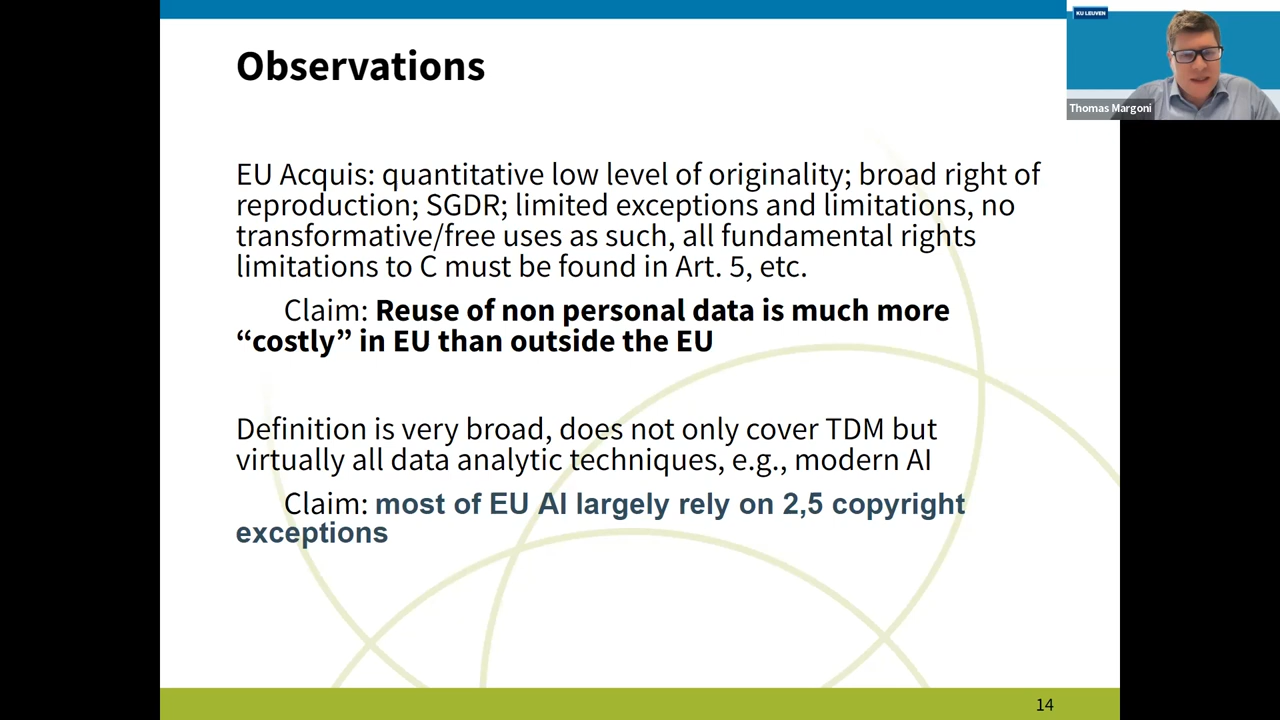 Observations
EU Acquis: quantitative low level of originality; broad right of
reproduction; SGDR; limited exceptions and limitations, no
transformative/free uses as such, all fundamental rights
limitations to C must be found in Art. 5, etc.
Claim: Reuse of non personal data is much more
“costly” in EU than outside the EU
Definition is very broad, does not only cover TDM but
virtually all data analytic techniques, e.g., modern AI
Claim: most of EU AI largely rely on 2,5 copyright
exceptions
14
KU LEUVEN
Thomas Margoni